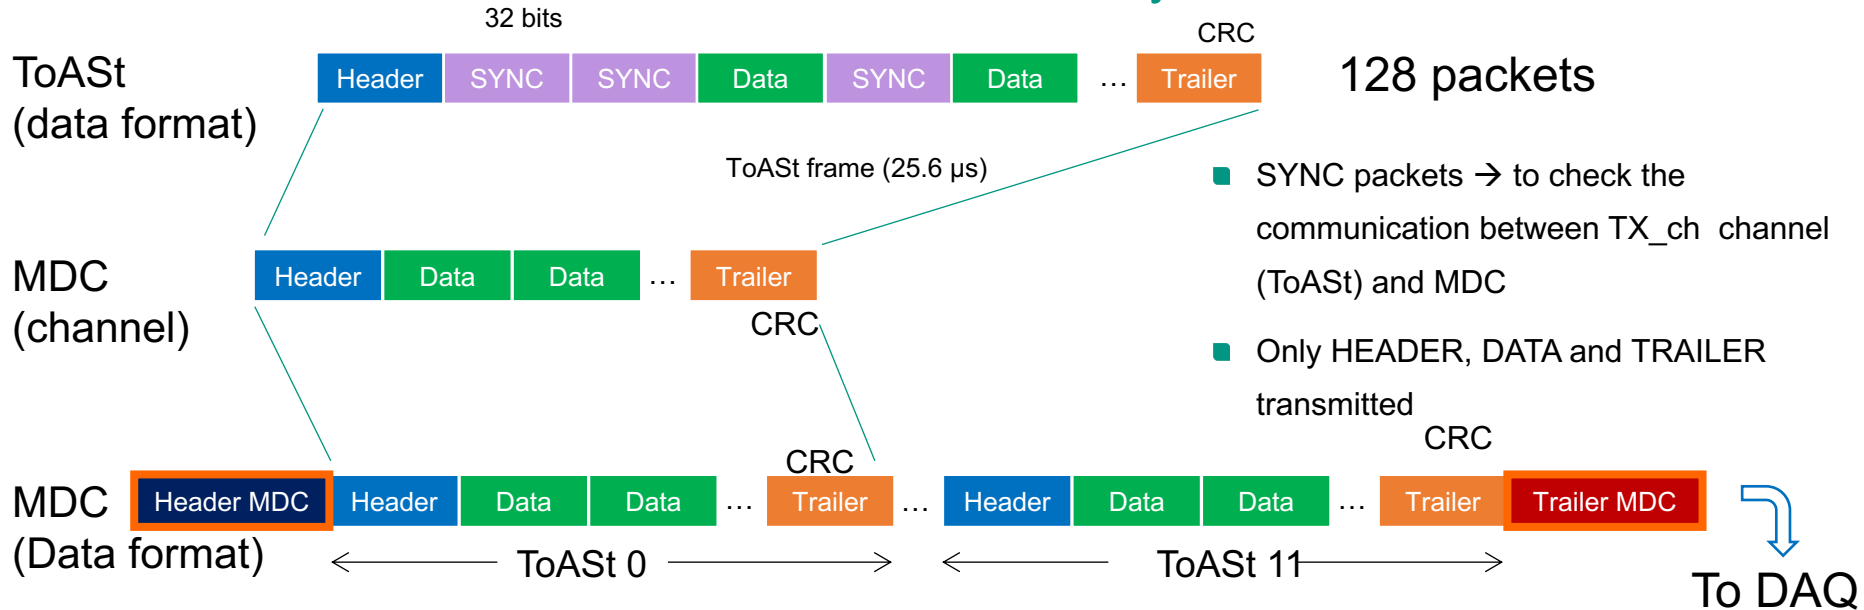 32 bits
CRC
ToASt
(data format)
Header SYNC SYNC Data SYNC Data ... Trailer
128 packets
ToASt frame (25.6 µs)
SYNC packets → to check the
communication between TX_ch channel
(ToASt) and MDC
MDC
(channel)
Header Data Data ... Trailer
CRC
Only HEADER, DATA and TRAILER
transmitted
CRC
CRC
MDC
(Data format)
Header MDC Header Data Data ... Trailer ... Header Data Data ... Trailer Trailer MDC
ToASt 0
ToASt 11
To DAQ